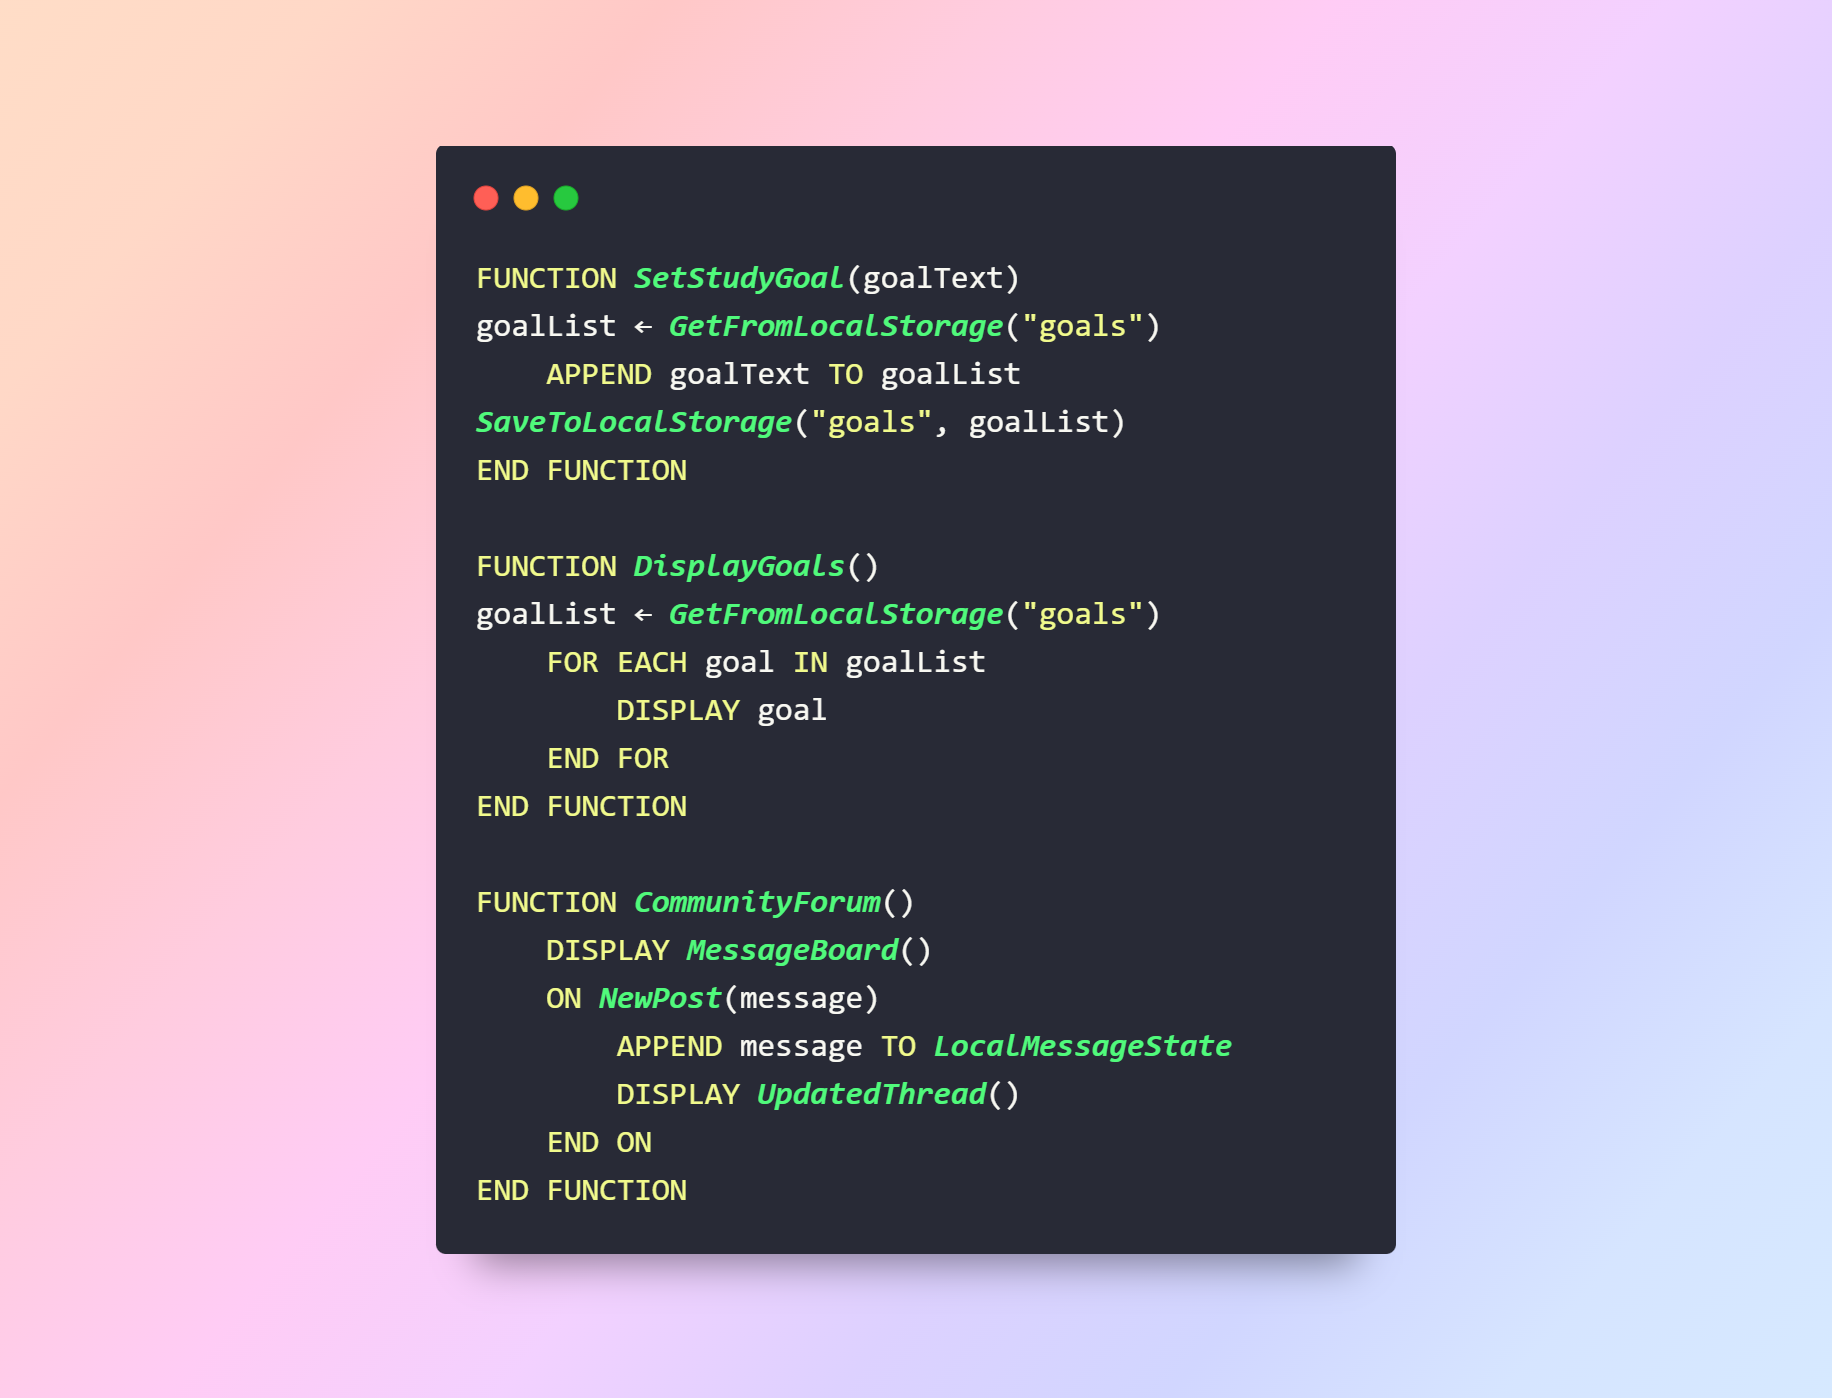 FUNCTION SetStudyGoal(goalText)
goalList ← GetFromLocalStorage("goals")
    APPEND goalText TO goalList
SaveToLocalStorage("goals", goalList)
END FUNCTION

FUNCTION DisplayGoals()
goalList ← GetFromLocalStorage("goals")
    FOR EACH goal IN goalList
        DISPLAY goal
    END FOR
END FUNCTION

FUNCTION CommunityForum()
    DISPLAY MessageBoard()
    ON NewPost(message)
        APPEND message TO LocalMessageState
        DISPLAY UpdatedThread()
    END ON
END FUNCTION